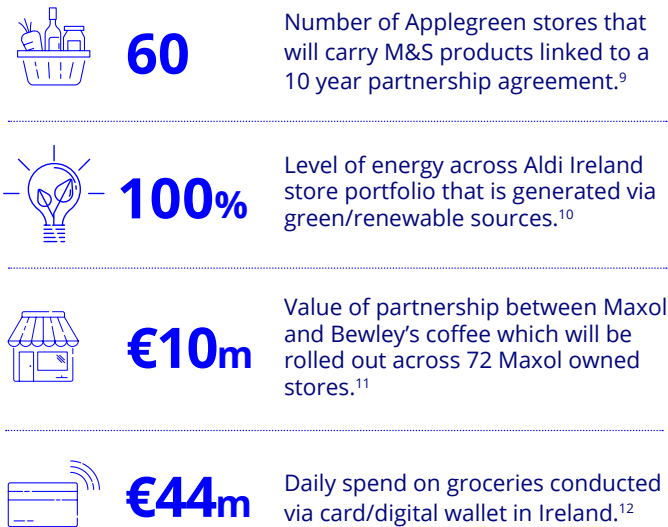 60
Number of Applegreen stores that
will carry M&S products linked to a
10 year partnership agreement.⁹
100%
Level of energy across Aldi Ireland
store portfolio that is generated via
green/renewable sources.¹⁰
€10m
Value of partnership between Maxol
and Bewley’s coffee which will be
rolled out across 72 Maxol owned
stores.¹¹
€44m
Daily spend on groceries conducted
via card/digital wallet in Ireland.¹²